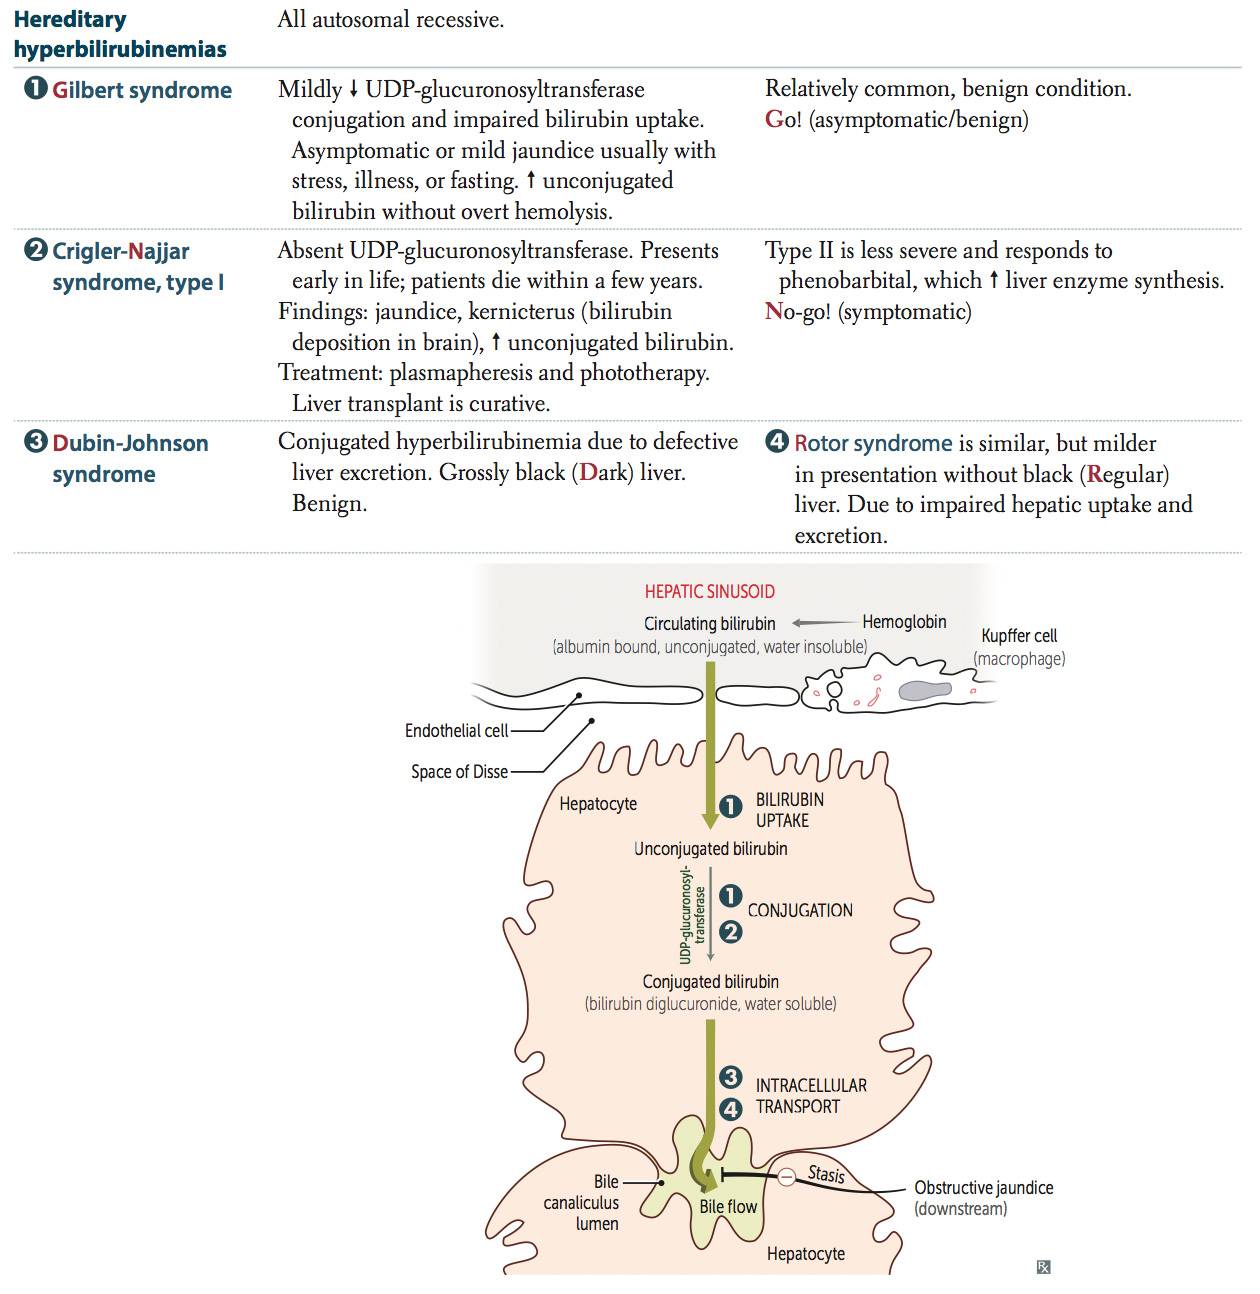 Hereditary
hyperbilirubinemias
All autosomal recessive.
❶ Gilbert syndrome
Mildly ↓ UDP-glucuronosyltransferase
conjugation and impaired bilirubin uptake.
Asymptomatic or mild jaundice usually with
stress, illness, or fasting. ↑ unconjugated
bilirubin without overt hemolysis.
Relatively common, benign condition.
Go! (asymptomatic/benign)
❷ Crigler-Najjar
syndrome, type I
Absent UDP-glucuronosyltransferase. Presents
early in life; patients die within a few years.
Findings: jaundice, kernicterus (bilirubin
deposition in brain), ↑ unconjugated bilirubin.
Treatment: plasmapheresis and phototherapy.
Liver transplant is curative.
Type II is less severe and responds to
phenobarbital, which ↑ liver enzyme synthesis.
No-go! (symptomatic)
❸ Dubin-Johnson
syndrome
Conjugated hyperbilirubinemia due to defective
liver excretion. Grossly black (Dark) liver.
Benign.
❹ Rotor syndrome is similar, but milder
in presentation without black (Regular)
liver. Due to impaired hepatic uptake and
excretion.
HEPATIC SINUSOID
Circulating bilirubin
Hemoglobin
(albumin bound, unconjugated, water insoluble)
Kupffer cell
(macrophage)
Endothelial cell
Space of Disse
Hepatocyte
❶ BILIRUBIN
UPTAKE
Unconjugated bilirubin
UDP-glucuronosyl-
transferase
❶
❷
CONJUGATION
Conjugated bilirubin
(bilirubin diglucuronide, water soluble)
❸
❹
INTRACELLULAR
TRANSPORT
Bile
canaliculus
lumen
Bile flow
Stasis
Obstructive jaundice
(downstream)
Hepatocyte
Rx